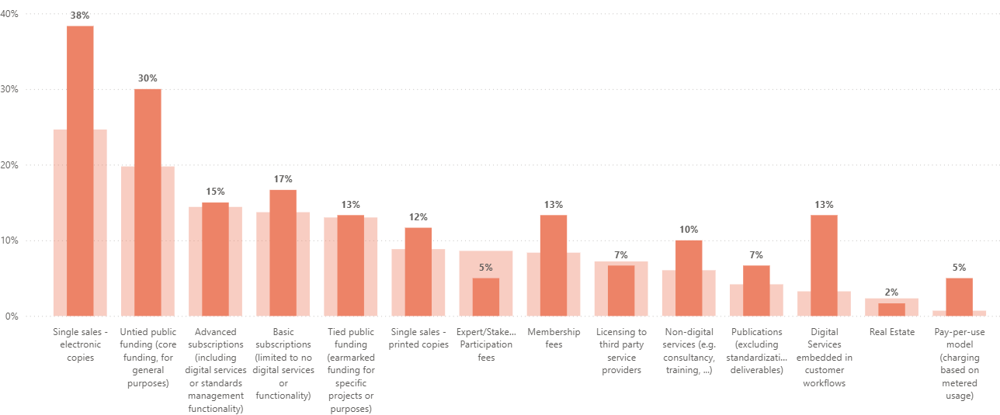 40%
30%
20%
10%
0%
38%
30%
15%
17%
13%
12%
5%
13%
7%
10%
7%
13%
2%
5%
Single sales -
electronic
copies
Untied public
funding (core
funding, for
general
purposes)
Advanced
subscriptions
(including
digital services
or standards
management
functionality)
Basic
subscriptions
(limited to no
digital services
or
functionality)
Tied public
funding
(earmarked
funding for
specific
projects or
purposes)
Single sales -
printed copies
Expert/Stake...
Participation
fees
Membership
fees
Licensing to
third party
service
providers
Non-digital
services (e.g.
consultancy,
training, ...)
Publications
(excluding
standardizati...
deliverables)
Digital
Services
embedded in
customer
workflows
Real Estate
Pay-per-use
model
(charging
based on
metered
usage)